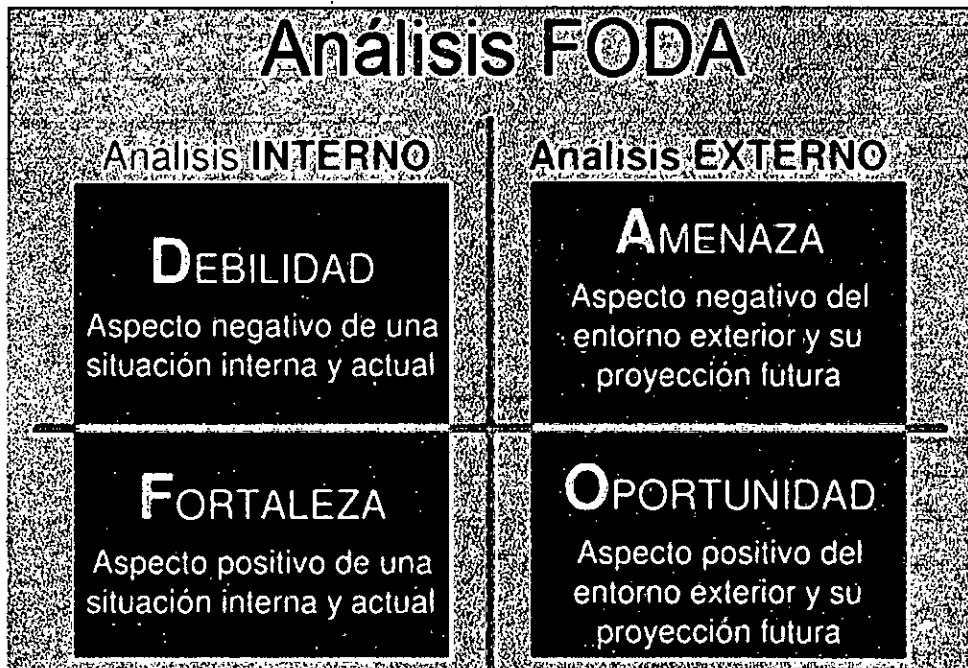 Análisis FODA
Análisis INTERNO
DEBILIDAD
Aspecto negativo de una
situación interna y actual
FORTALEZA
Aspecto positivo de una
situación interna y actual
Análisis EXTERNO
AMENAZA
Aspecto negativo del
entorno exterior y su
proyección futura
OPORTUNIDAD
Aspecto positivo del
entorno exterior y su
proyección futura